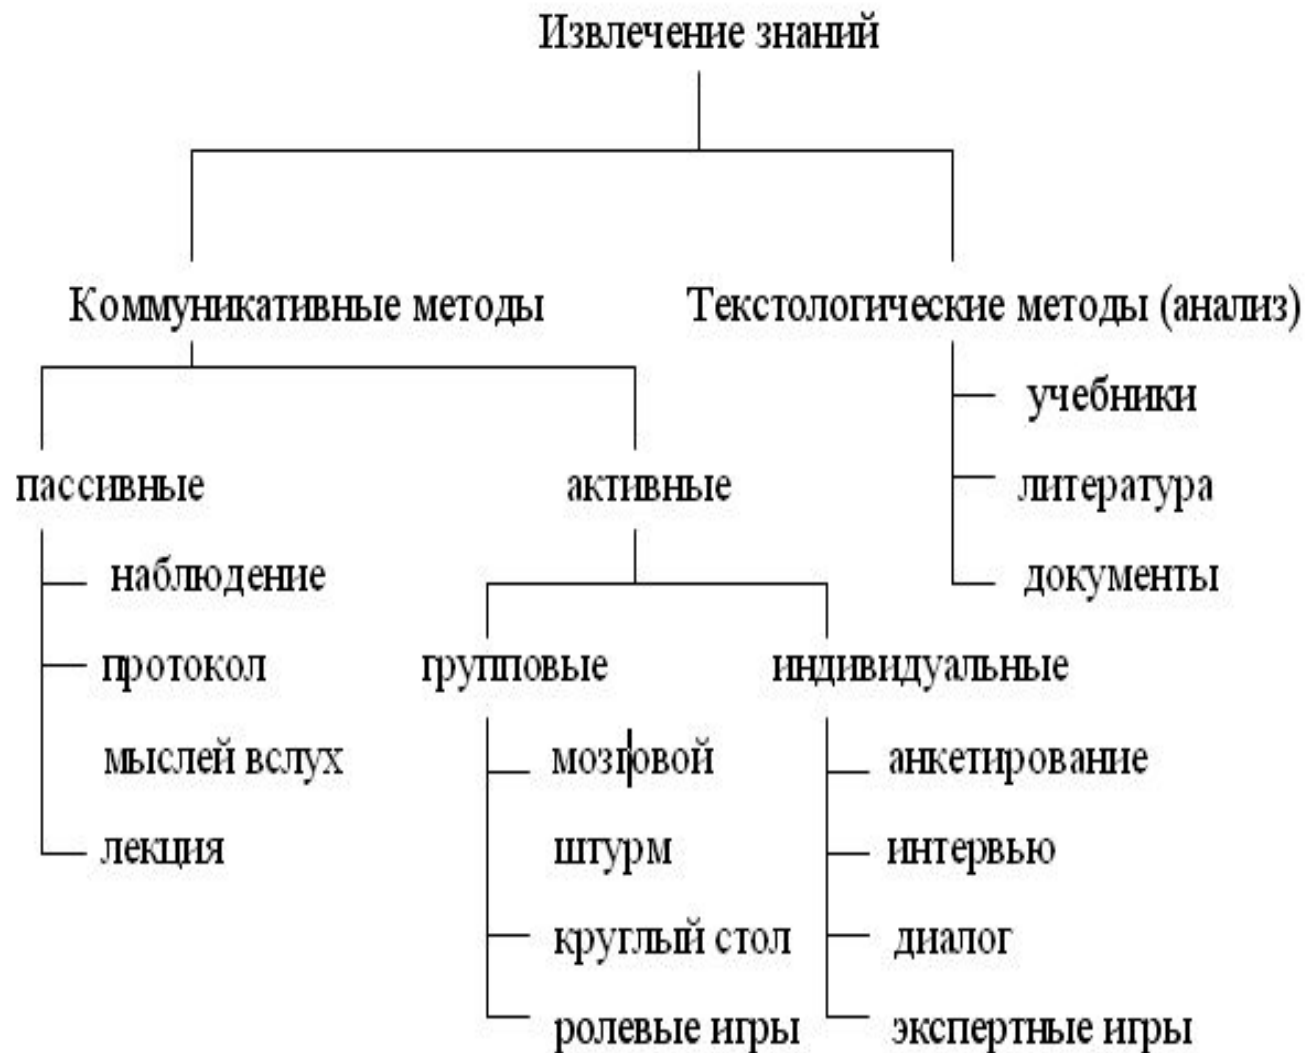 Извлечение знаний
Коммуникативные методы
Текстологические методы (анализ)
учебники
литература
документы
пассивные
активные
наблюдение
протокол
мыслей вслух
лекция
групповые
индивидуальные
мозговой
штурм
круглый стол
ролевые игры
анкетирование
интервью
диалог
экспертные игры